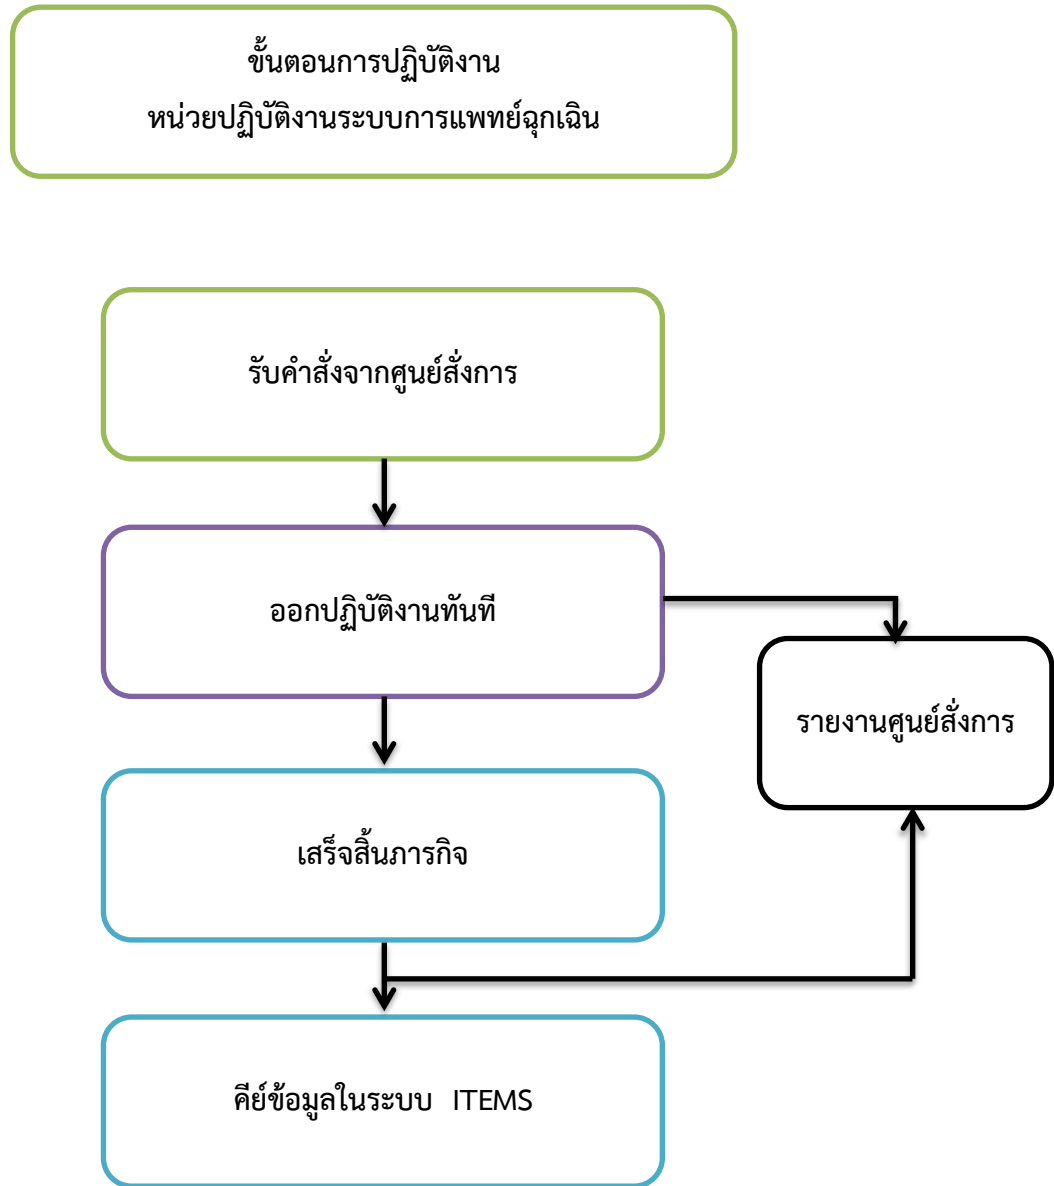 ขั้นตอนการปฏิบัติงาน
หน่วยปฏิบัติงานระบบการแพทย์ฉุกเฉิน
รับคำสั่งจากศูนย์สั่งการ
ออกปฏิบัติงานทันที
รายงานศูนย์สั่งการ
เสร็จสิ้นภารกิจ
คีย์ข้อมูลในระบบ ITEMS